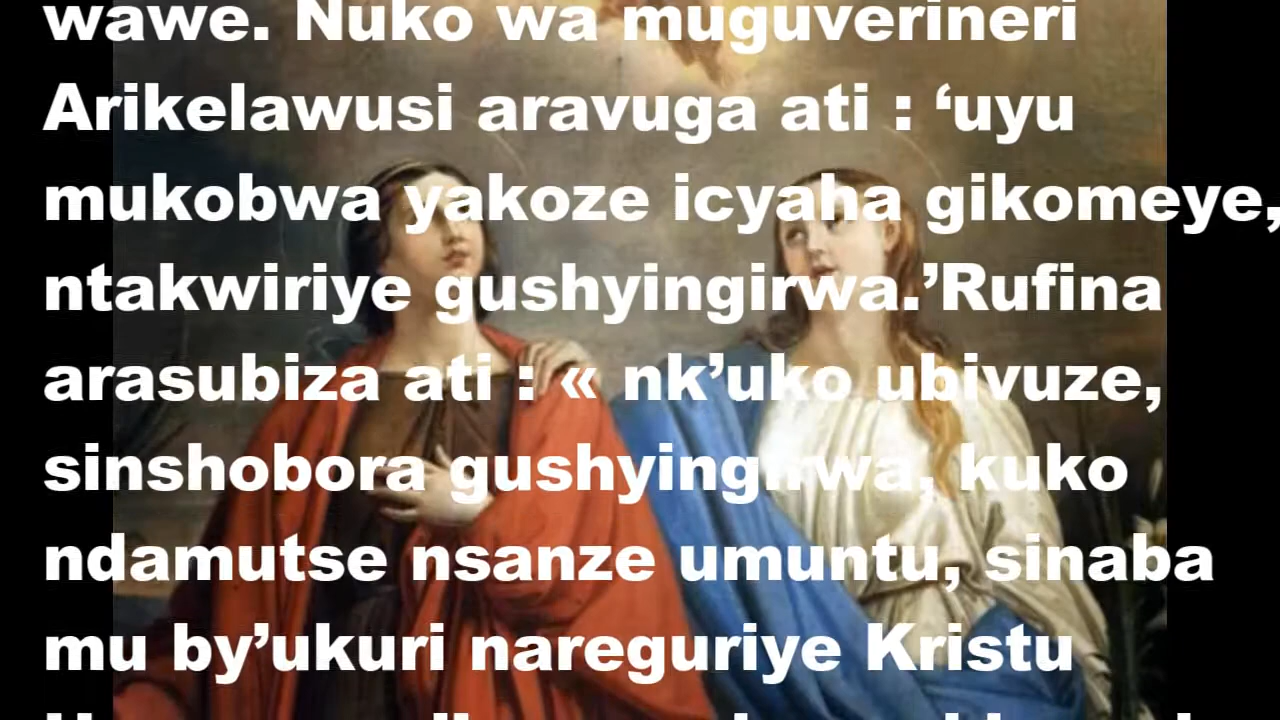 wawe. Nuko wa muguverineri
Arikelawusi aravuga ati : ‘uyu
mukobwa yakoze icyaha gikomeye,
ntakwiriye gushyingirwa.’Rufina
arasubiza ati : « nk’uko ubivuze,
sinshobora gushyingirwa, kuko
ndamutse nsanze umuntu, sinaba
mu by’ukuri nareguriye Kristu